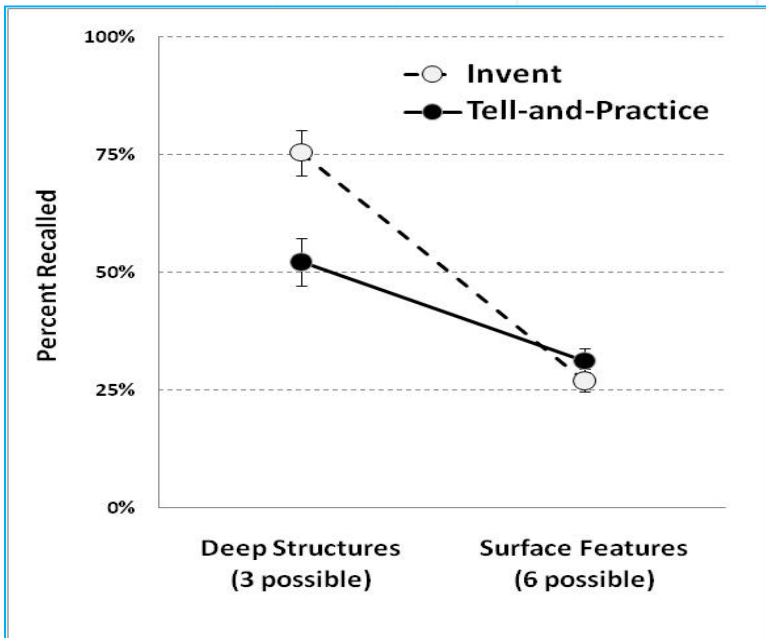 100%
Invent
Tell-and-Practice
75%
50%
25%
0%
Percent Recalled
Deep Structures
(3 possible)
Surface Features
(6 possible)